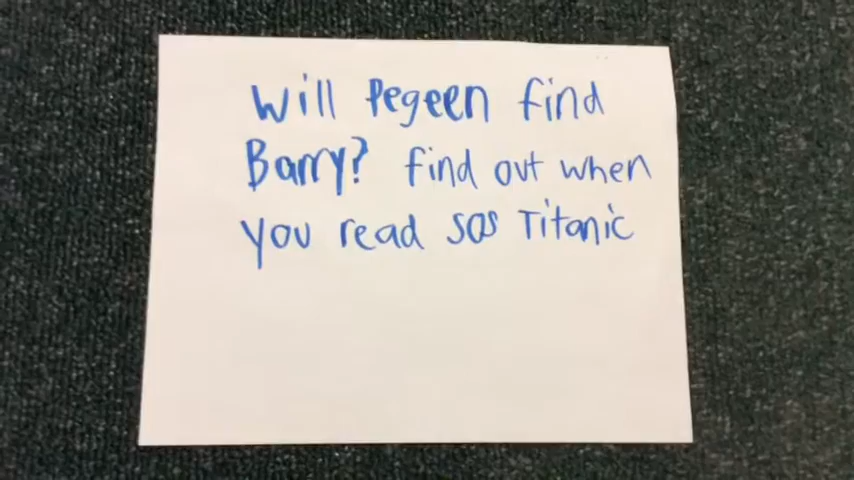 Will Pegeen find
Barry? find out when
you read SOS Titanic